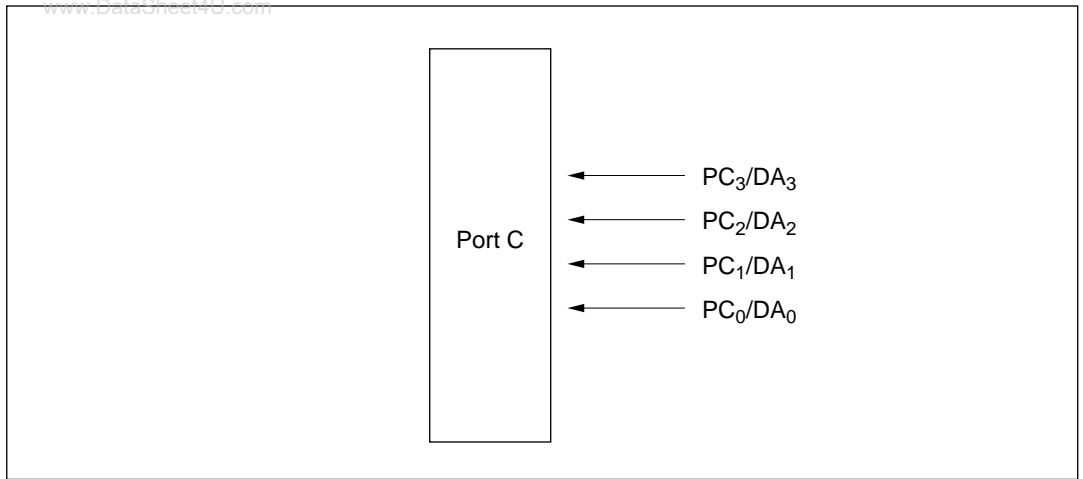 www.DataSheet4U.com
Port C
PC₃/DA₃
PC₂/DA₂
PC₁/DA₁
PC₀/DA₀